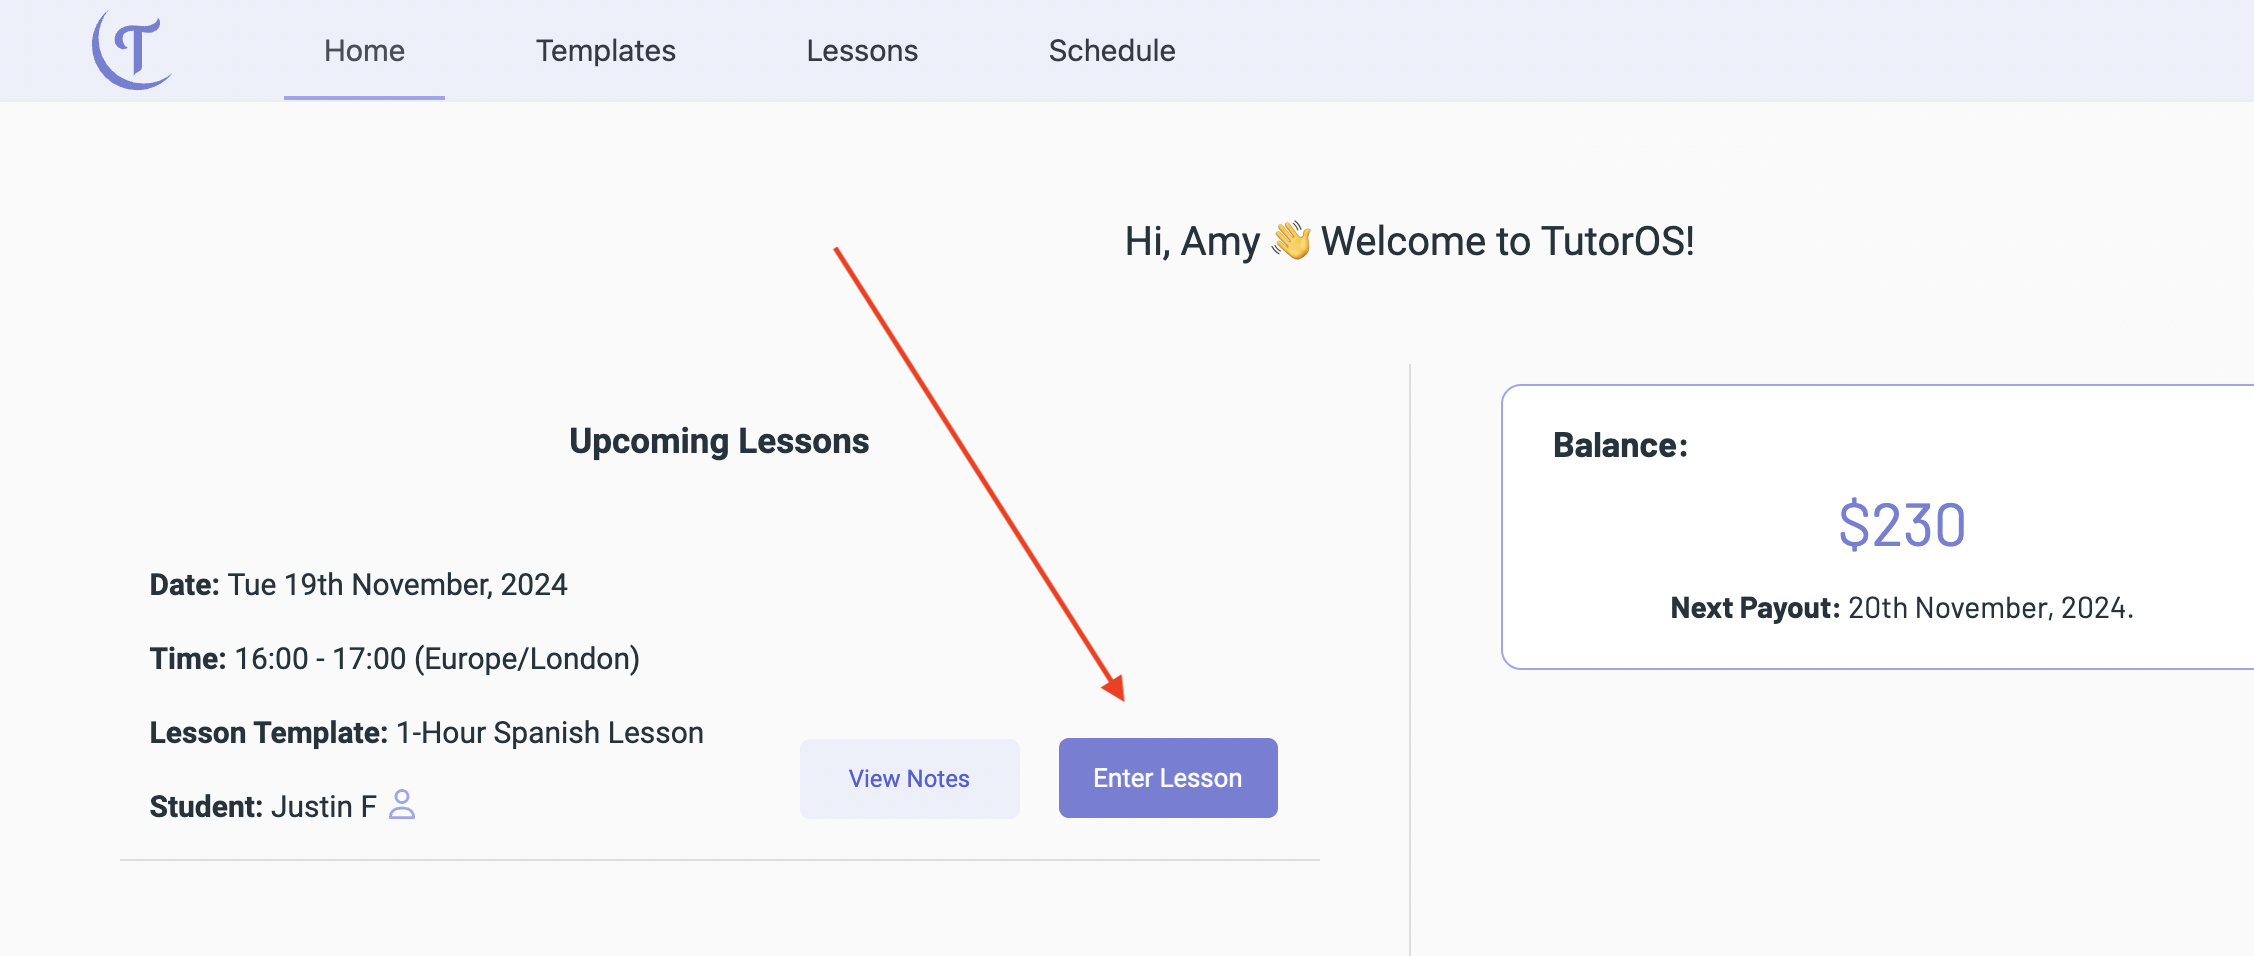 T
Home
Templates
Lessons
Schedule
Hi, Amy 👋 Welcome to TutorOS!
Upcoming Lessons
Date: Tue 19th November, 2024
Time: 16:00 - 17:00 (Europe/London)
Lesson Template: 1-Hour Spanish Lesson
Student: Justin F
View Notes
Enter Lesson
Balance:
$230
Next Payout: 20th November, 2024.